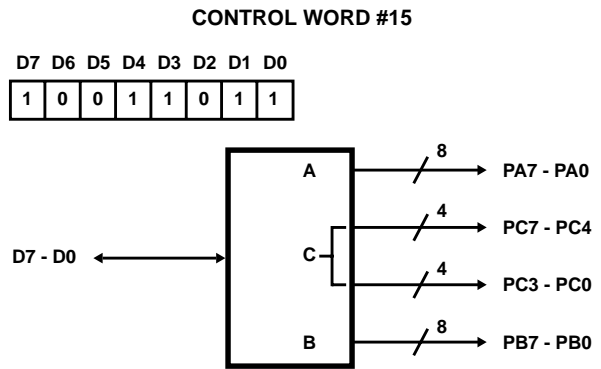 CONTROL WORD #15
D7 D6 D5 D4 D3 D2 D1 D0
1 0 0 1 1 0 1 1
8
A PA7 - PA0
4
PC7 - PC4
D7 - D0 C
4
PC3 - PC0
8
B PB7 - PB0